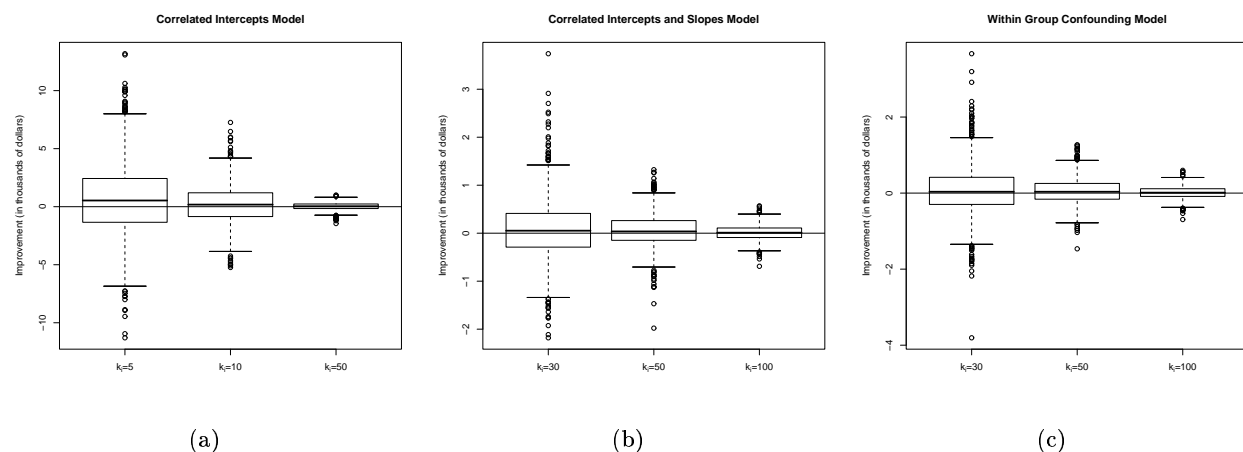 Correlated Intercepts Model
Improvement (in thousands of dollars)
10
5
0
−5
−10
kᵢ=5
kᵢ=10
kᵢ=50
(a)
Correlated Intercepts and Slopes Model
Improvement (in thousands of dollars)
3
2
1
0
−1
−2
kᵢ=30
kᵢ=50
kᵢ=100
(b)
Within Group Confounding Model
Improvement (in thousands of dollars)
2
0
−2
−4
kᵢ=30
kᵢ=50
kᵢ=100
(c)